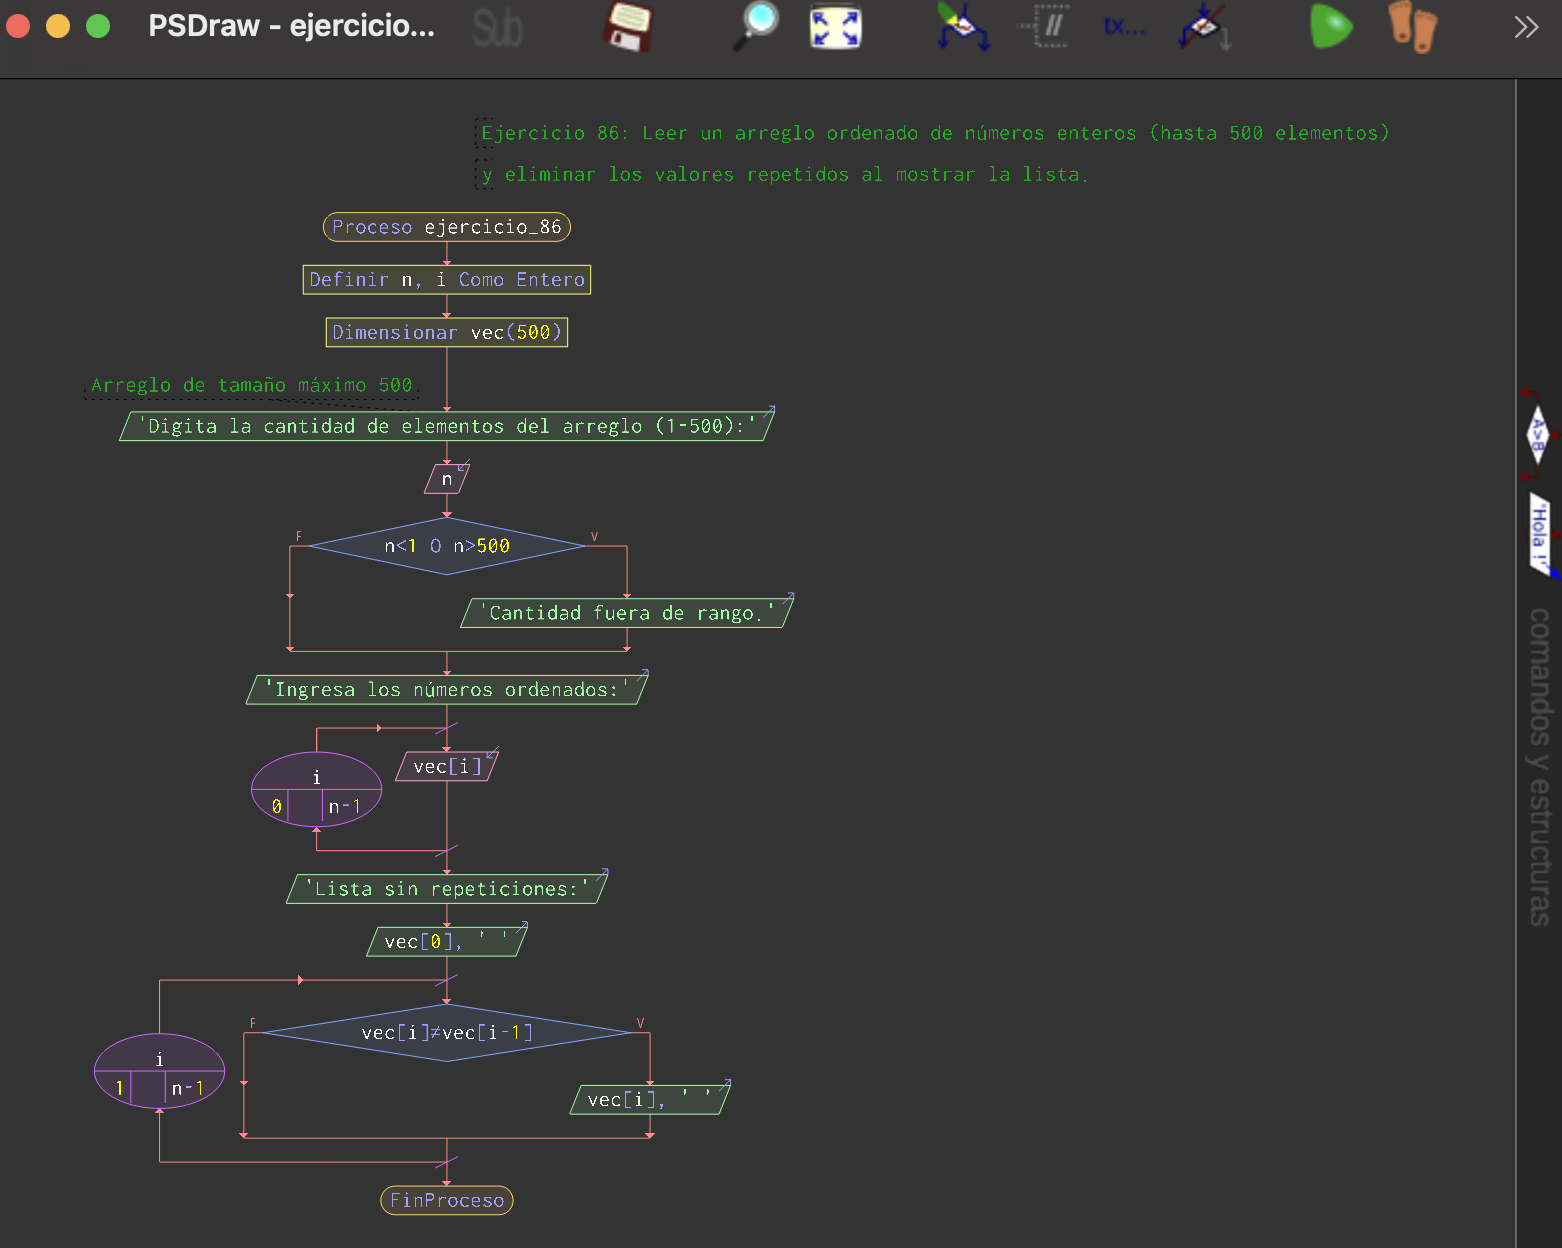 PSDraw - ejercicio...
Sub
//
tx...
Ejercicio 86: Leer un arreglo ordenado de números enteros (hasta 500 elementos)
y eliminar los valores repetidos al mostrar la lista.
Proceso ejercicio_86
Definir n, i Como Entero
Dimensionar vec(500)
Arreglo de tamaño máximo 500
'Digita la cantidad de elementos del arreglo (1-500):'
n
F
n<1 O n>500
V
'Cantidad fuera de rango.'
'Ingresa los números ordenados:'
vec[i]
i
0 n-1
'Lista sin repeticiones:'
vec[0], ' '
F
vec[i]≠vec[i-1]
V
i
1 n-1
vec[i], ' '
FinProceso
A>B
"Hola !"
comandos y estructuras